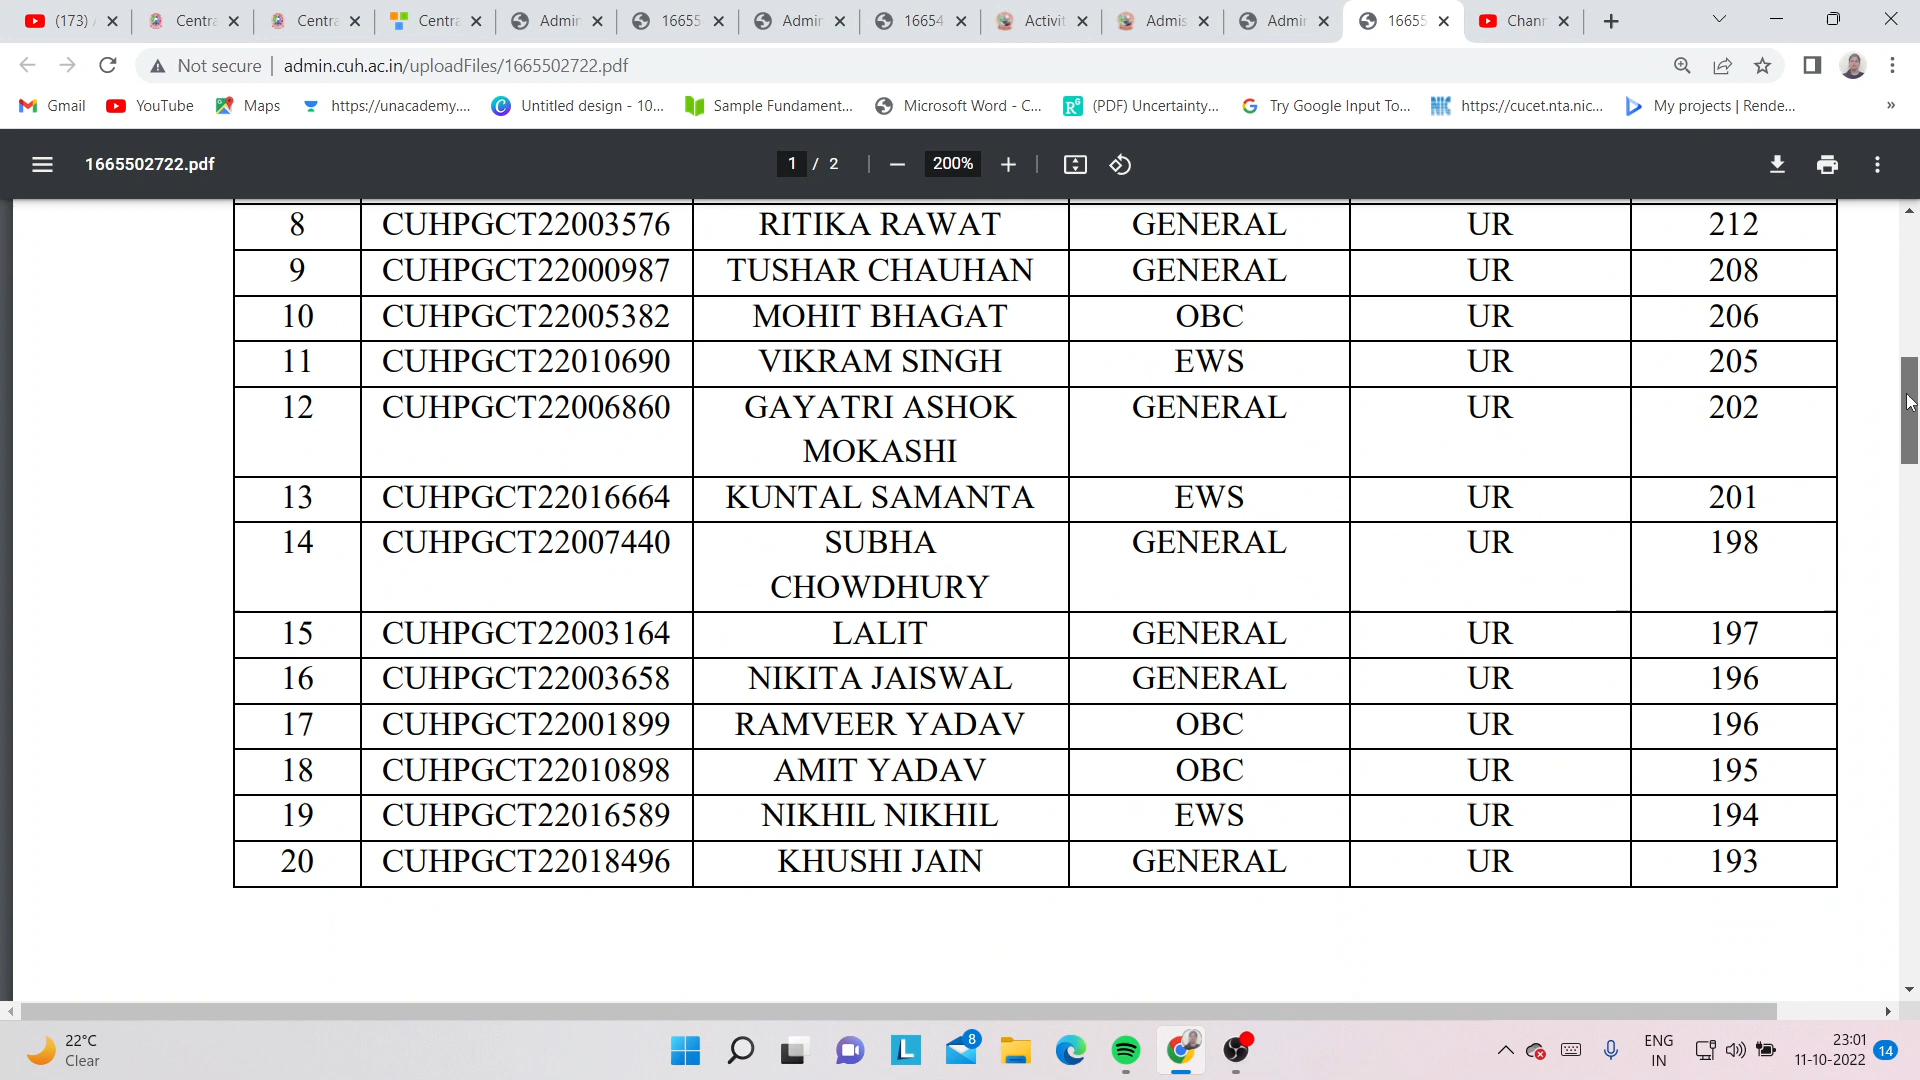 (173) Centra Centra Centra Admin 16655 Admin 16654 Activit Admis Admin 16655 Chann
Not secure admin.cuh.ac.in/uploadFiles/1665502722.pdf
Gmail YouTube Maps https://unacademy.... Untitled design - 10... Sample Fundament... Microsoft Word - C... (PDF) Uncertainty... Try Google Input To... https://cucet.nta.nic... My projects | Rende... »
1665502722.pdf 1 / 2 200%
8 CUHPGCT22003576 RITIKA RAWAT GENERAL UR 212
9 CUHPGCT22000987 TUSHAR CHAUHAN GENERAL UR 208
10 CUHPGCT22005382 MOHIT BHAGAT OBC UR 206
11 CUHPGCT22010690 VIKRAM SINGH EWS UR 205
12 CUHPGCT22006860 GAYATRI ASHOK GENERAL UR 202
MOKASHI
13 CUHPGCT22016664 KUNTAL SAMANTA EWS UR 201
14 CUHPGCT22007440 SUBHA GENERAL UR 198
CHOWDHURY
15 CUHPGCT22003164 LALIT GENERAL UR 197
16 CUHPGCT22003658 NIKITA JAISWAL GENERAL UR 196
17 CUHPGCT22001899 RAMVEER YADAV OBC UR 196
18 CUHPGCT22010898 AMIT YADAV OBC UR 195
19 CUHPGCT22016589 NIKHIL NIKHIL EWS UR 194
20 CUHPGCT22018496 KHUSHI JAIN GENERAL UR 193
22°C 8 ENG 23:01
Clear IN 11-10-2022 14